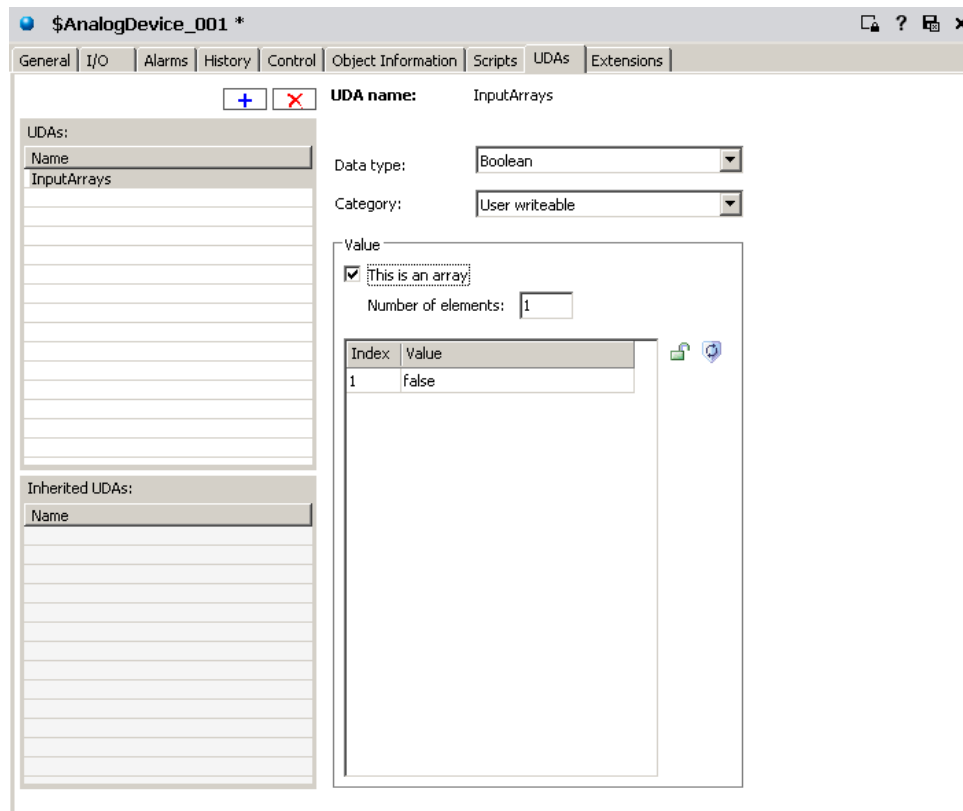 $AnalogDevice_001 *
?
General I/O Alarms History Control Object Information Scripts UDAs Extensions
UDA name: InputArrays
UDAs:
Name
InputArrays
Data type: Boolean
Category: User writeable
Value
This is an array
Number of elements: 1
Index Value
1 false
Inherited UDAs:
Name